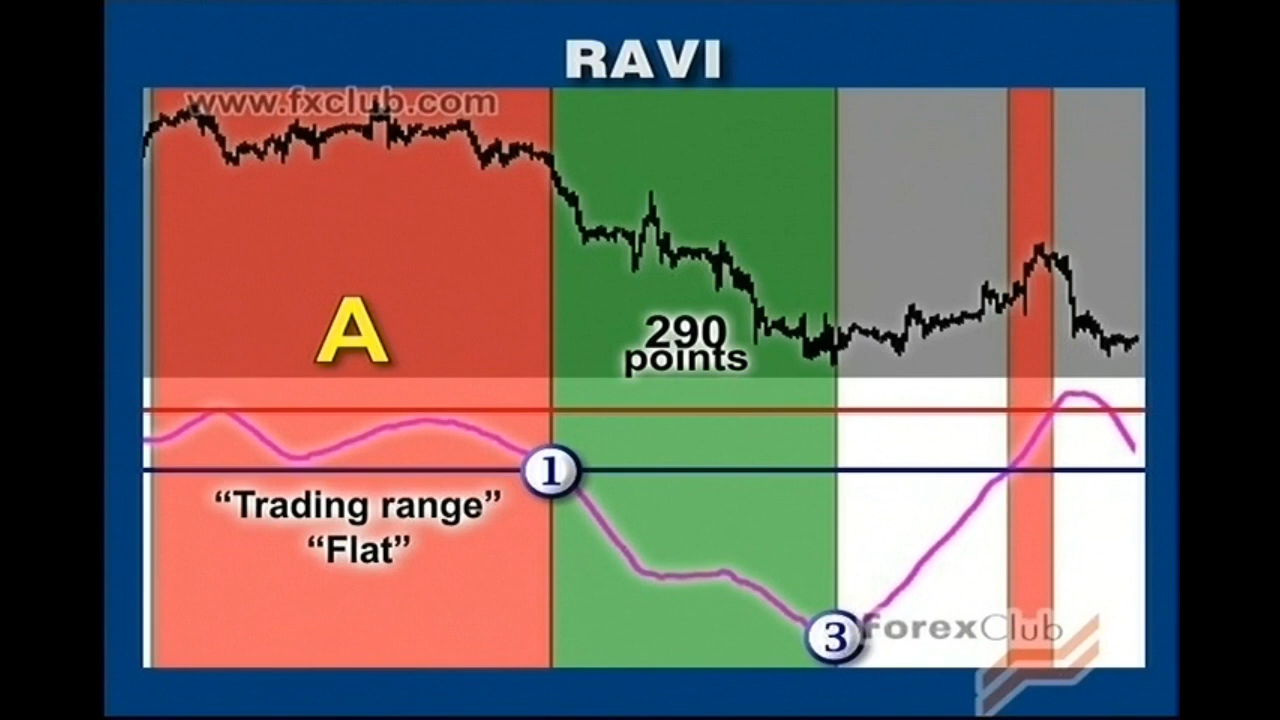 RAVI
www.fxclub.com
A
290
points
1
“Trading range”
“Flat”
3
ForexClub